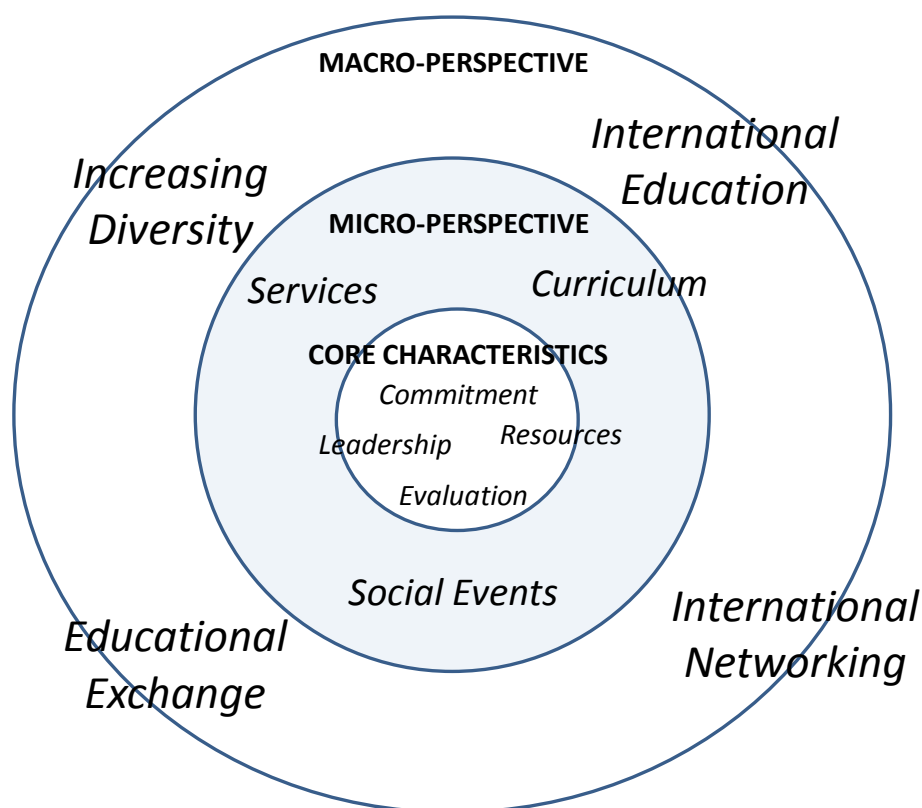 MACRO-PERSPECTIVE
International
Education
Increasing
Diversity
MICRO-PERSPECTIVE
Services
Curriculum
CORE CHARACTERISTICS
Commitment
Leadership
Resources
Evaluation
Social Events
Educational
Exchange
International
Networking